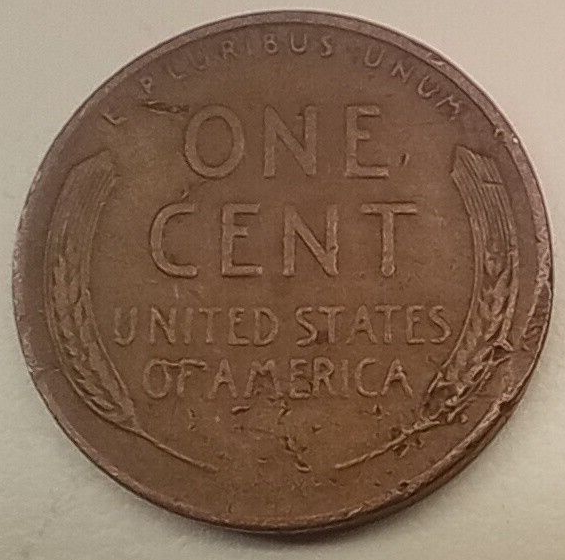 E PLURIBUS UNUM
ONE
CENT
UNITED STATES
OF AMERICA